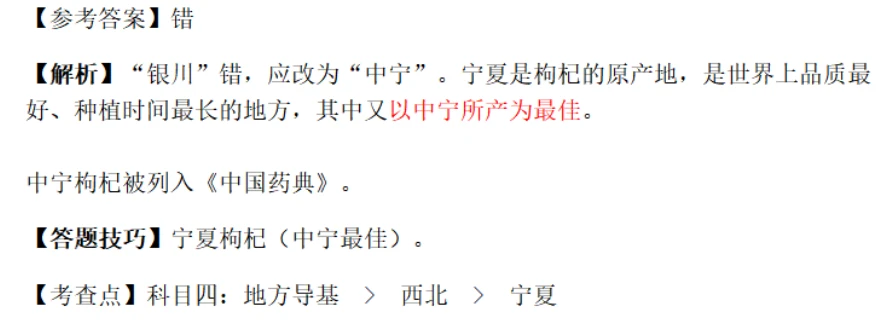 【参考答案】错
【解析】“银川”错，应改为“中宁”。宁夏是枸杞的原产地，是世界上品质最
好、种植时间最长的地方，其中又以中宁所产为最佳。
中宁枸杞被列入《中国药典》。
【答题技巧】宁夏枸杞（中宁最佳）。
【考查点】科目四：地方导基 > 西北 > 宁夏